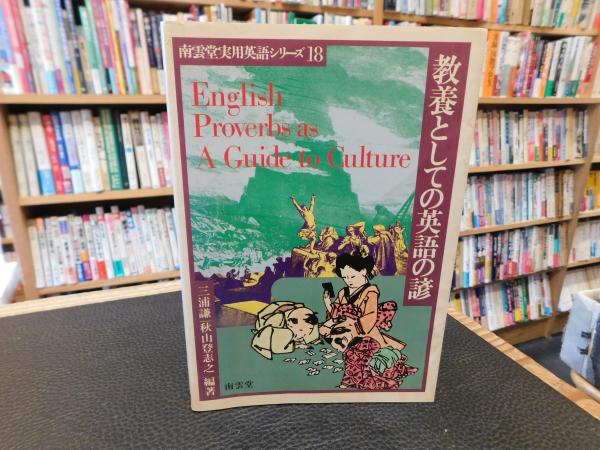 南雲堂実用英語シリーズ18
English
Proverbs as
A Guide to Culture
教養としての英語の諺
三浦謙 秋山登志之 編著
南雲堂